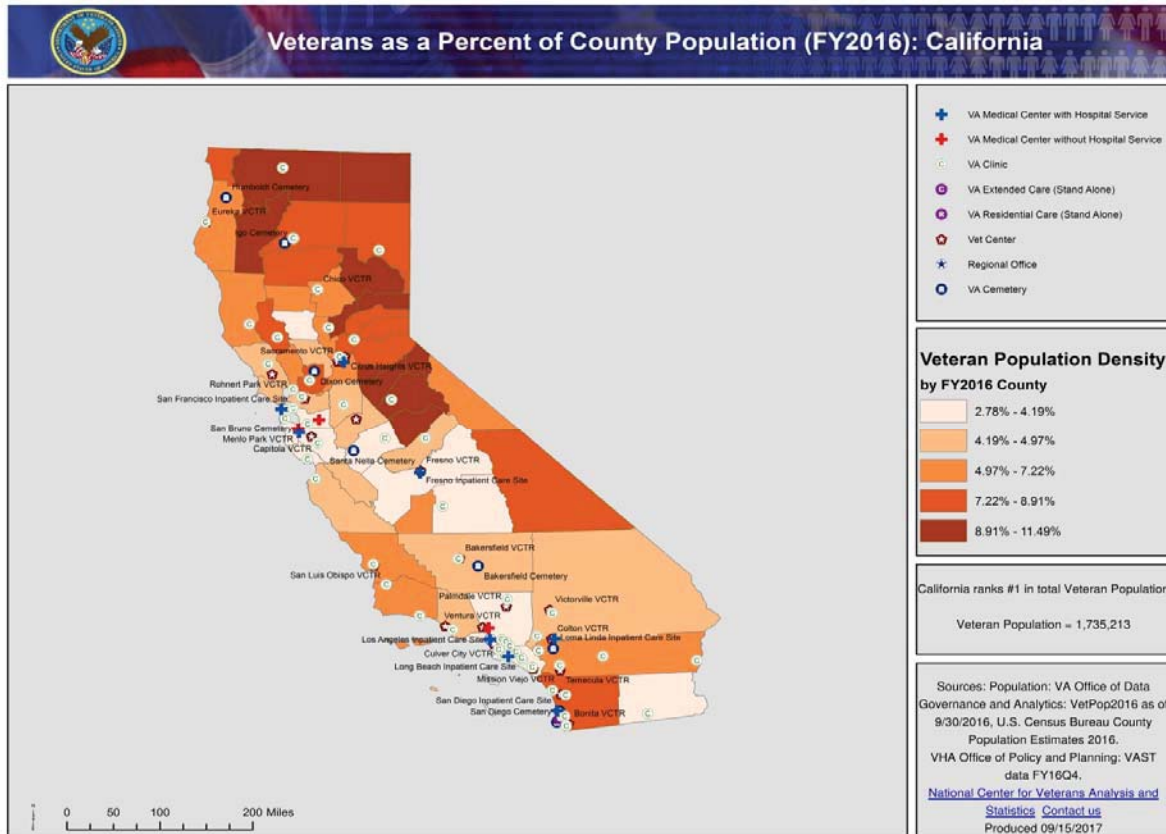 Veterans as a Percent of County Population (FY2016): California
VA Medical Center with Hospital Service
VA Medical Center without Hospital Service
VA Clinic
VA Extended Care (Stand Alone)
VA Residential Care (Stand Alone)
Vet Center
Regional Office
VA Cemetery
Veteran Population Density
by FY2016 County
2.78% - 4.19%
4.19% - 4.97%
4.97% - 7.22%
7.22% - 8.91%
8.91% - 11.49%
California ranks #1 in total Veteran Population
Veteran Population = 1,735,213
Sources: Population: VA Office of Data
Governance and Analytics: VetPop2016 as of
9/30/2016, U.S. Census Bureau County
Population Estimates 2016.
VHA Office of Policy and Planning: VAST
data FY16Q4.
National Center for Veterans Analysis and
Statistics Contact us
Produced 09/15/2017
Humboldt Cemetery
Eureka VCTR
Igo Cemetery
Chico VCTR
Sacramento VCTR
Citrus Heights VCTR
Dixon Cemetery
Rohnert Park VCTR
San Francisco Inpatient Care Site
San Bruno Cemetery
Menlo Park VCTR
Capitola VCTR
Santa Nella Cemetery
Fresno VCTR
Fresno Inpatient Care Site
Bakersfield VCTR
Bakersfield Cemetery
San Luis Obispo VCTR
Palmdale VCTR
Victorville VCTR
Ventura VCTR
Colton VCTR
Los Angeles Inpatient Care Site
Loma Linda Inpatient Care Site
Culver City VCTR
Long Beach Inpatient Care Site
Mission Viejo VCTR
Temecula VCTR
San Diego Inpatient Care Site
San Diego Cemetery
Bonita VCTR
0 50 100 200 Miles